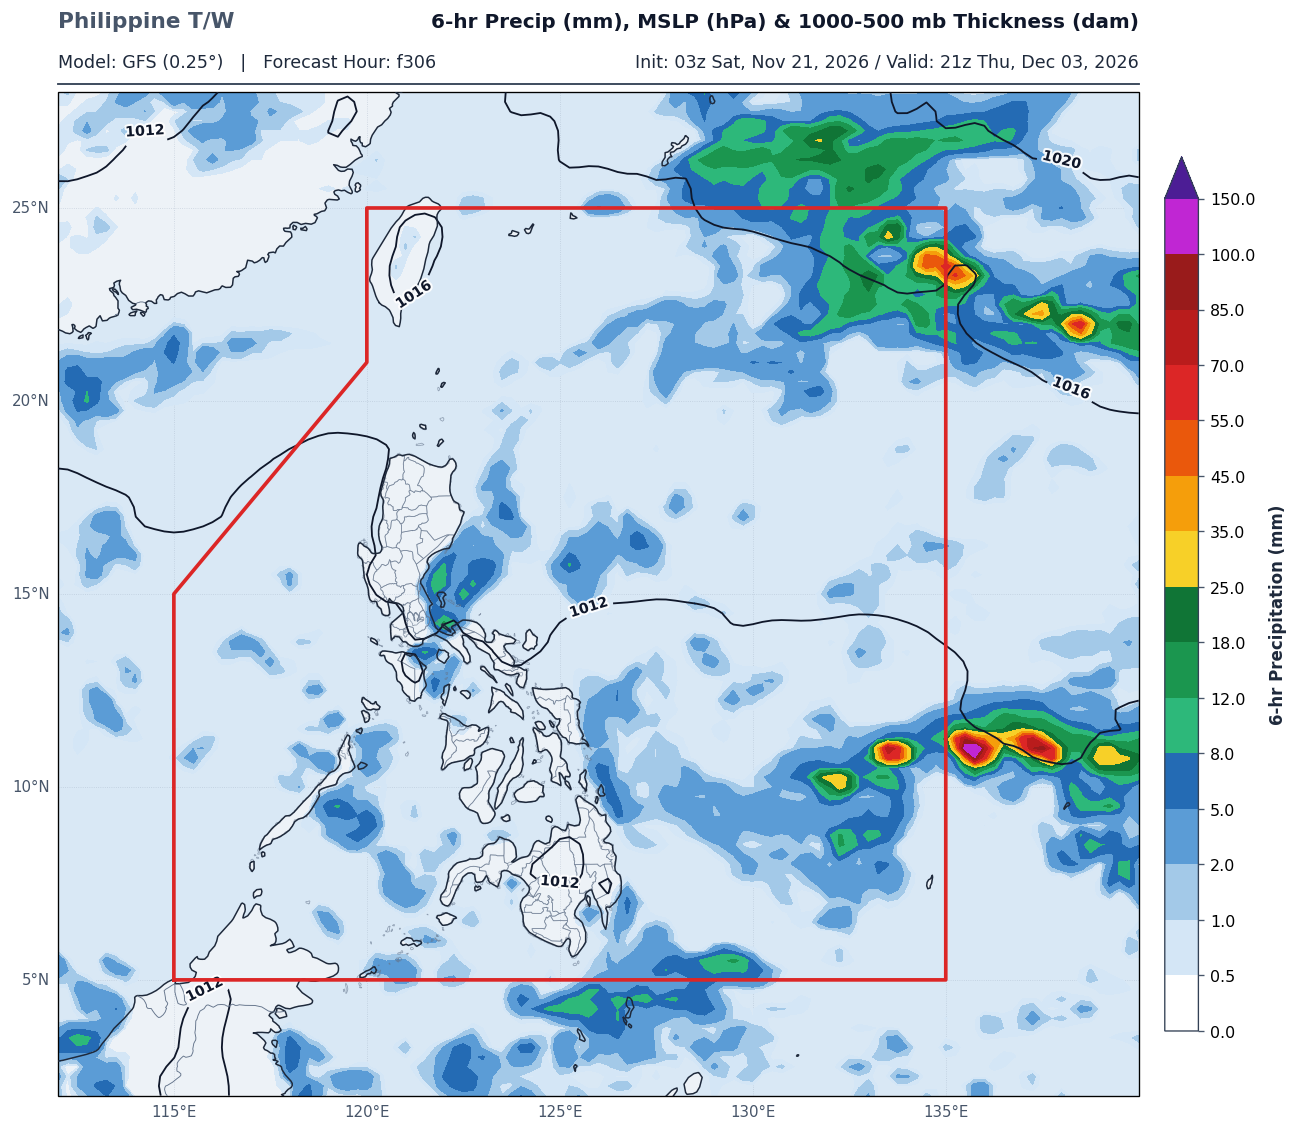 Philippine T/W
6-hr Precip (mm), MSLP (hPa) & 1000-500 mb Thickness (dam)
Model: GFS (0.25°) | Forecast Hour: f306
Init: 03z Sat, Nov 21, 2026 / Valid: 21z Thu, Dec 03, 2026
1012
1020
1016
1016
1012
1012
1012
25°N
20°N
15°N
10°N
5°N
115°E
120°E
125°E
130°E
135°E
150.0
100.0
85.0
70.0
55.0
45.0
35.0
25.0
18.0
12.0
8.0
5.0
2.0
1.0
0.5
0.0
6-hr Precipitation (mm)